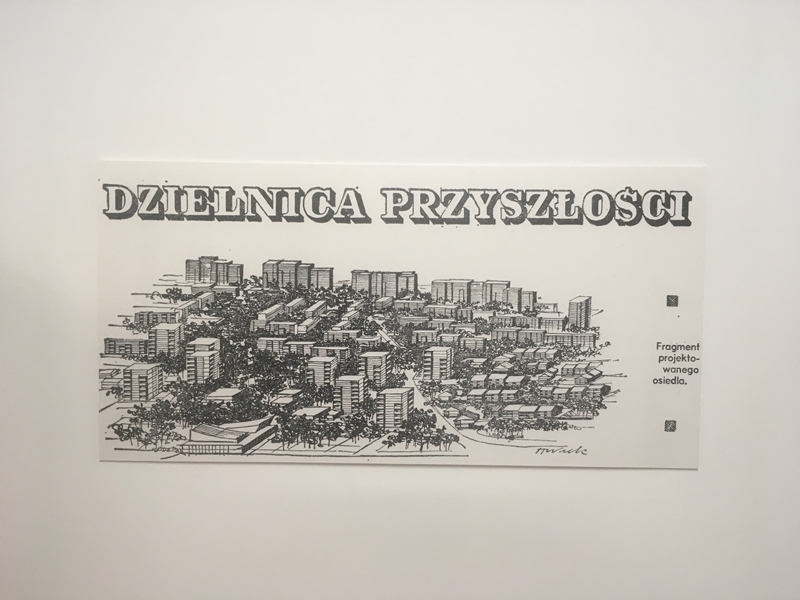 DZIELNICA PRZYSZŁOŚCI
Fragment
projekto-
wanego
osiedla.